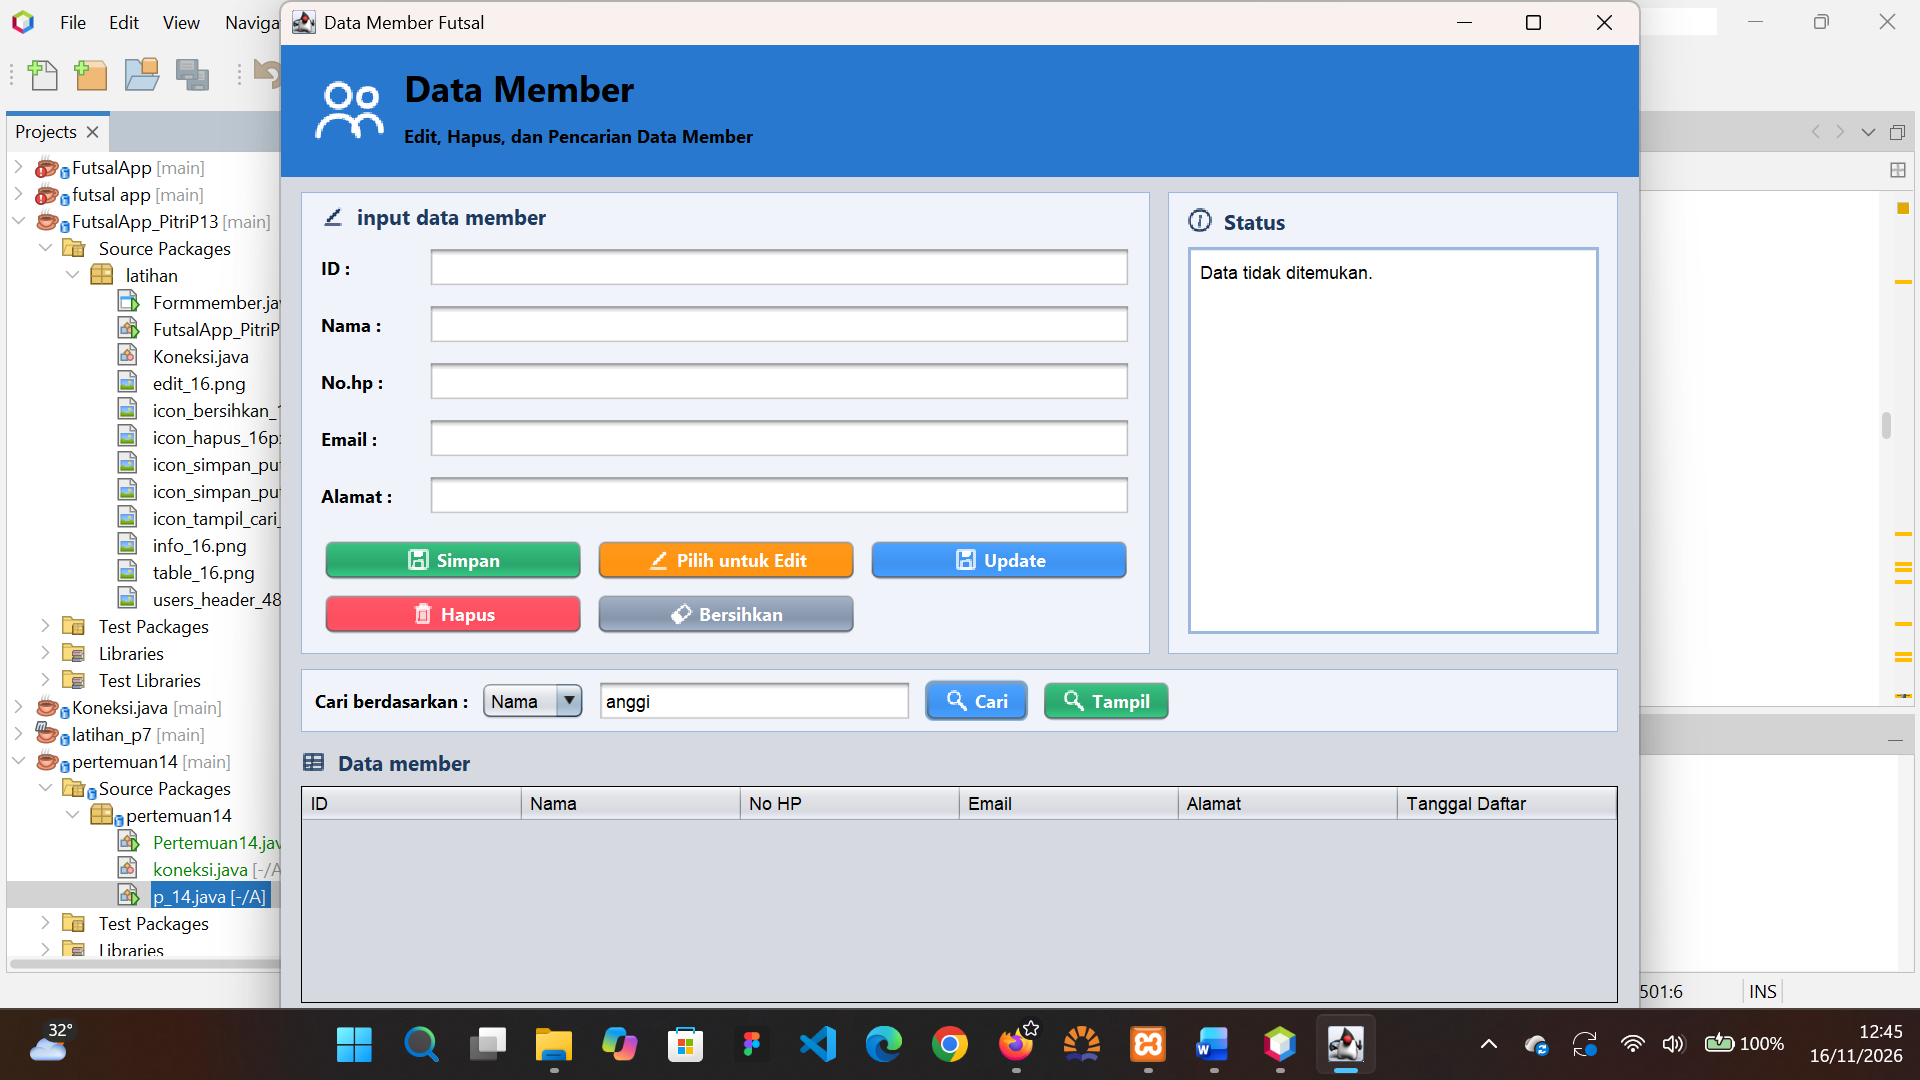 File Edit View Naviga
Data Member Futsal
Data Member
Edit, Hapus, dan Pencarian Data Member
Projects
FutsalApp [main]
futsal app [main]
FutsalApp_PitriP13 [main]
Source Packages
latihan
Formmember.ja
FutsalApp_PitriP
Koneksi.java
edit_16.png
icon_bersihkan_1
icon_hapus_16p
icon_simpan_pu
icon_simpan_pu
icon_tampil_cari_
info_16.png
table_16.png
users_header_48
Test Packages
Libraries
Test Libraries
Koneksi.java [main]
latihan_p7 [main]
pertemuan14 [main]
Source Packages
pertemuan14
Pertemuan14.jav
koneksi.java [-/A
p_14.java [-/A]
Test Packages
Libraries
input data member
ID :
Nama :
No.hp :
Email :
Alamat :
Simpan Pilih untuk Edit Update
Hapus Bersihkan
Status
Data tidak ditemukan.
Cari berdasarkan : Nama anggi Cari Tampil
Data member
ID Nama No HP Email Alamat Tanggal Daftar
501:6 INS
32°
100%
12:45
16/11/2026